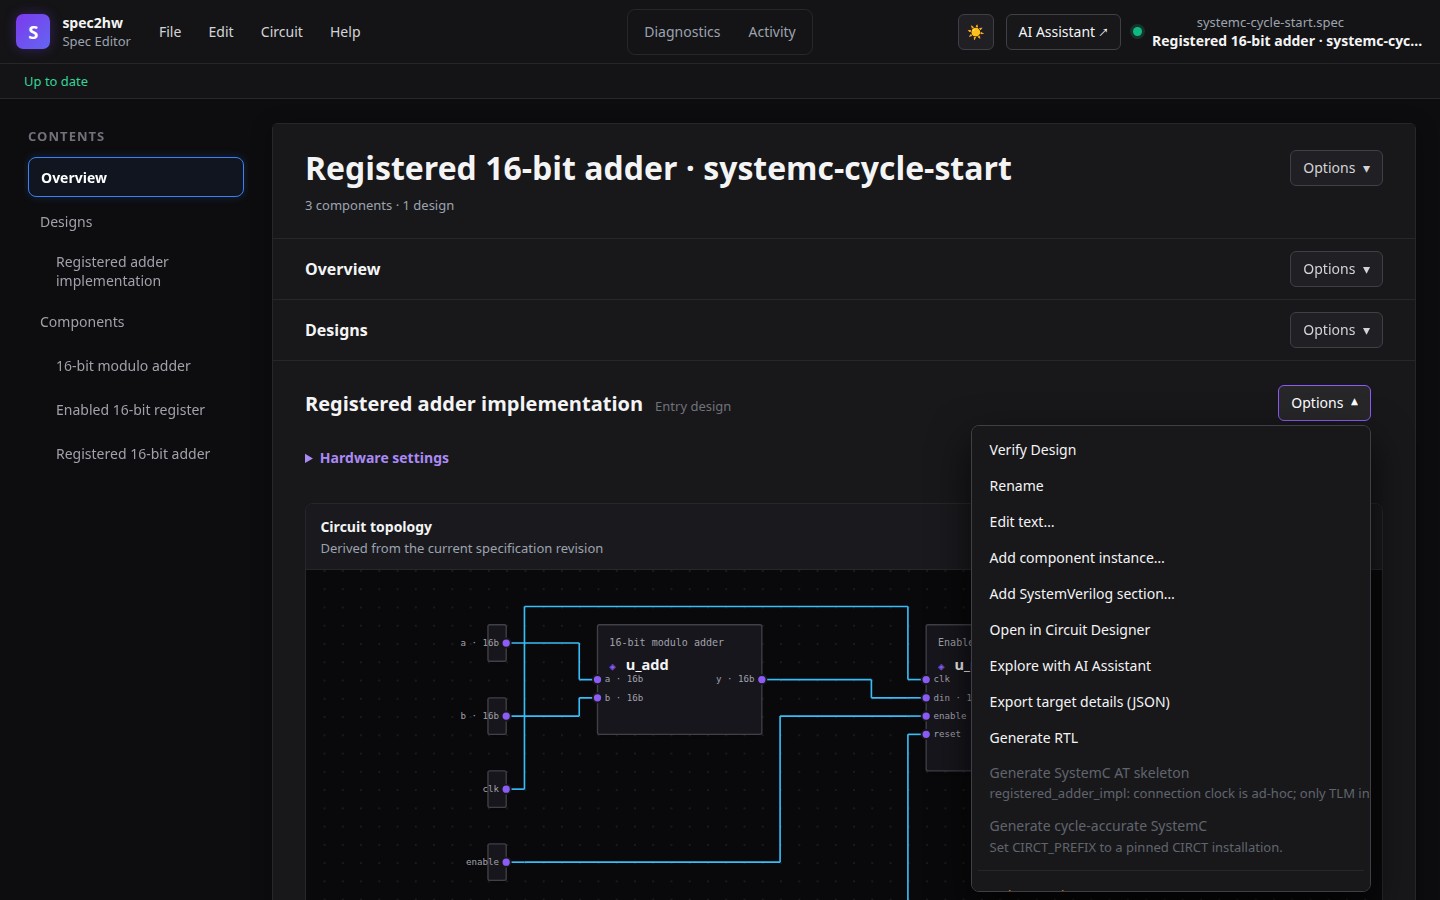 S
spec2hw
Spec Editor
File
Edit
Circuit
Help
Diagnostics
Activity
AI Assistant ↗
systemc-cycle-start.spec
Registered 16-bit adder · systemc-cyc…
Up to date
CONTENTS
Overview
Designs
Registered adder
implementation
Components
16-bit modulo adder
Enabled 16-bit register
Registered 16-bit adder
Registered 16-bit adder · systemc-cycle-start
Options ▾
3 components · 1 design
Overview
Options ▾
Designs
Options ▾
Registered adder implementation
Entry design
Options ▴
Hardware settings
Circuit topology
Derived from the current specification revision
a · 16b
b · 16b
clk
enable
16-bit modulo adder
u_add
a · 16b
b · 16b
y · 16b
Enable
u_
clk
din · 1
enable
reset
Verify Design
Rename
Edit text…
Add component instance…
Add SystemVerilog section…
Open in Circuit Designer
Explore with AI Assistant
Export target details (JSON)
Generate RTL
Generate SystemC AT skeleton
registered_adder_impl: connection clock is ad-hoc; only TLM in
Generate cycle-accurate SystemC
Set CIRCT_PREFIX to a pinned CIRCT installation.